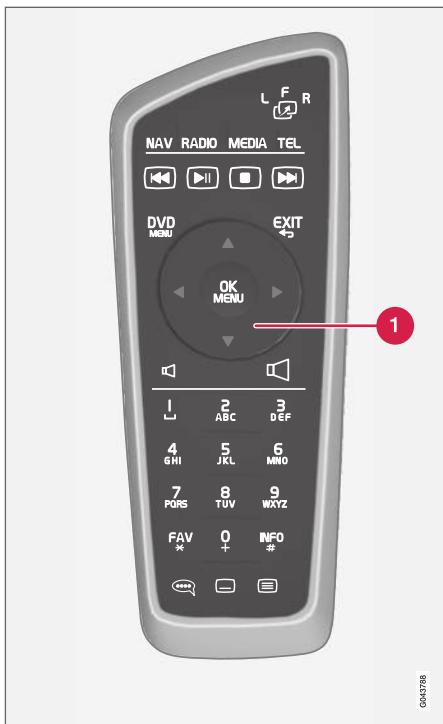 L F R
NAV RADIO MEDIA TEL
DVD EXIT
MENU
OK
MENU
1
1 2 3
ABC DEF
4 5 6
GHI JKL MNO
7 8 9
PQRS TUV WXYZ
FAV 0 INFO
* + #
G043788